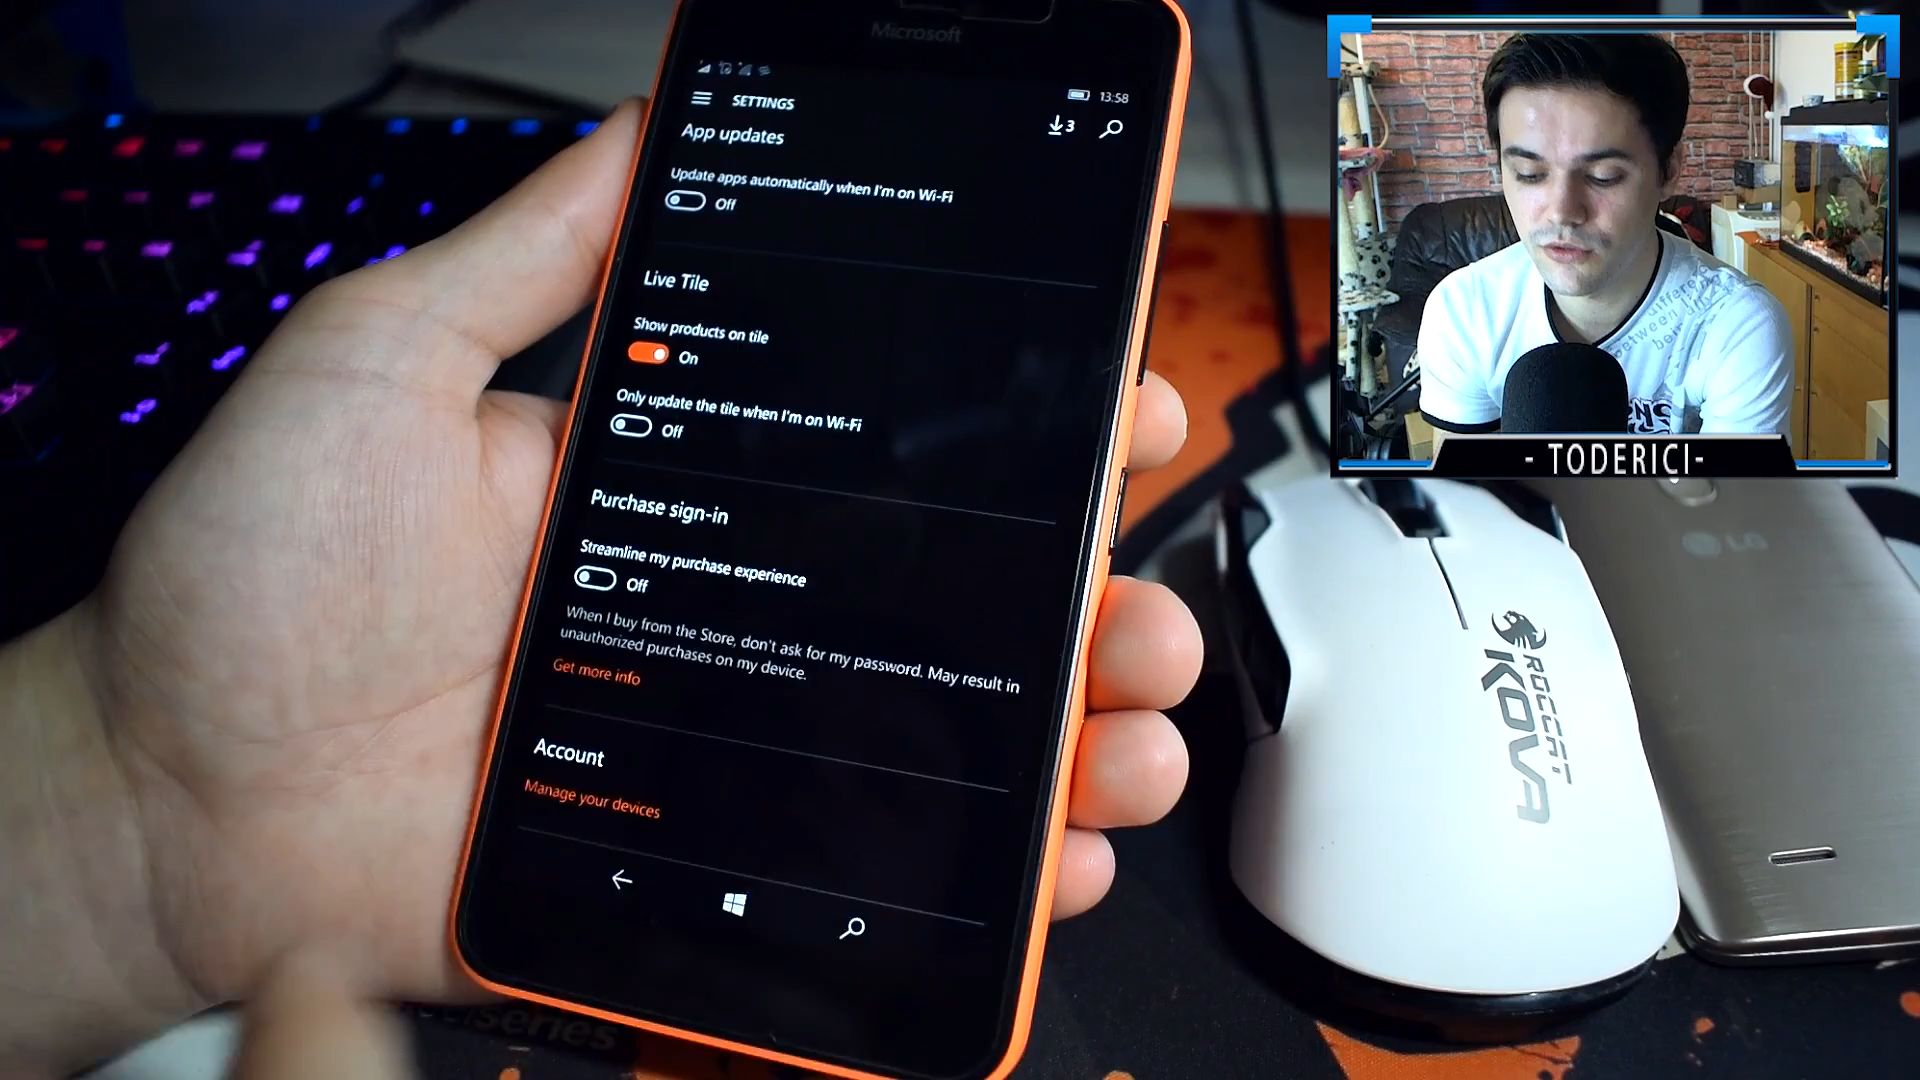 Microsoft
13:58
SETTINGS
3
App updates
Update apps automatically when I'm on Wi-Fi
Off
Live Tile
Show products on tile
On
Only update the tile when I'm on Wi-Fi
Off
Purchase sign-in
Streamline my purchase experience
Off
When I buy from the Store, don't ask for my password. May result in
unauthorized purchases on my device.
Get more info
Account
Manage your devices
- TODERICI-
LG
ROCCAT
KOVA
series